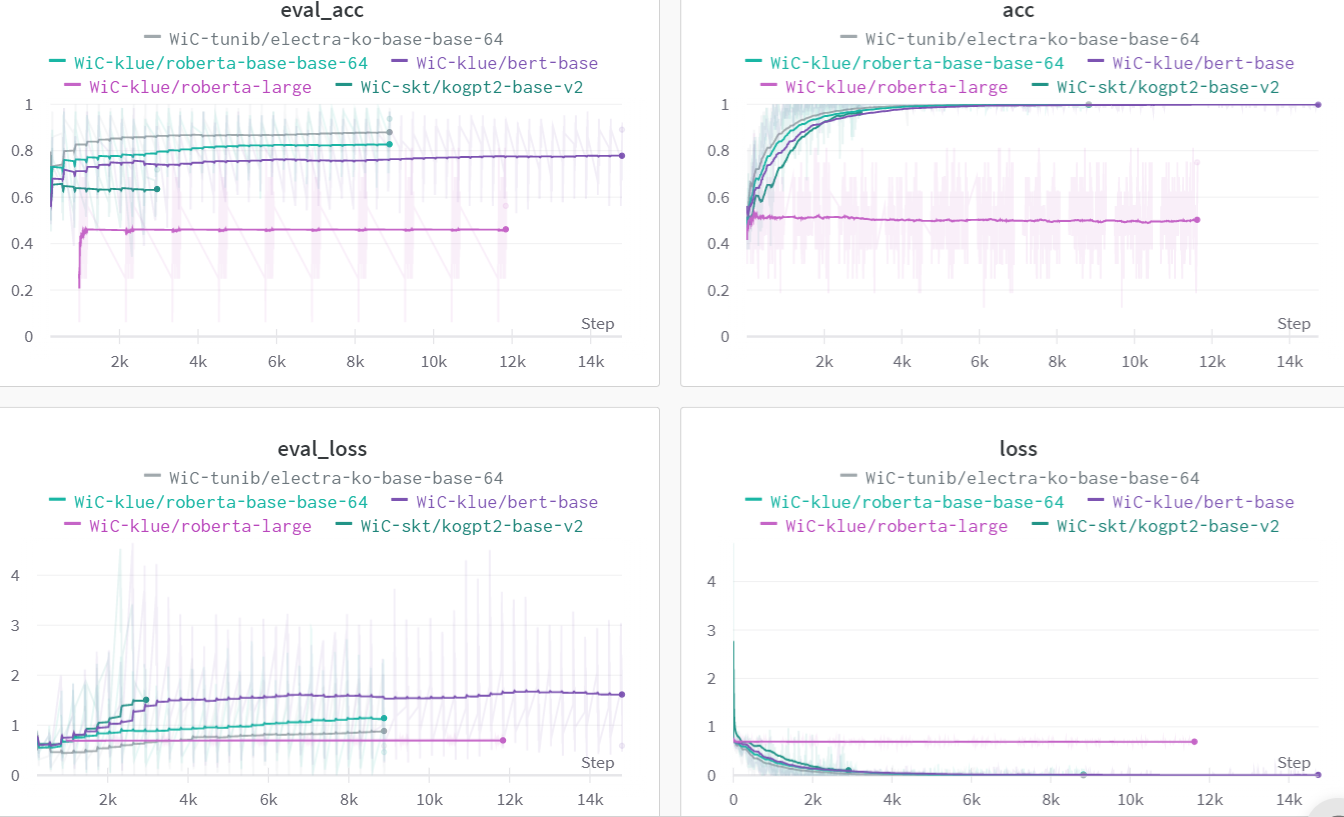 eval_acc
WiC-tunib/electra-ko-base-base-64
WiC-klue/roberta-base-base-64 WiC-klue/bert-base
WiC-klue/roberta-large WiC-skt/kogpt2-base-v2
1
0.8
0.6
0.4
0.2
0
Step
2k 4k 6k 8k 10k 12k 14k
acc
WiC-tunib/electra-ko-base-base-64
WiC-klue/roberta-base-base-64 WiC-klue/bert-base
WiC-klue/roberta-large WiC-skt/kogpt2-base-v2
1
0.8
0.6
0.4
0.2
0
Step
2k 4k 6k 8k 10k 12k 14k
eval_loss
WiC-tunib/electra-ko-base-base-64
WiC-klue/roberta-base-base-64 WiC-klue/bert-base
WiC-klue/roberta-large WiC-skt/kogpt2-base-v2
4
3
2
1
0
Step
2k 4k 6k 8k 10k 12k 14k
loss
WiC-tunib/electra-ko-base-base-64
WiC-klue/roberta-base-base-64 WiC-klue/bert-base
WiC-klue/roberta-large WiC-skt/kogpt2-base-v2
4
3
2
1
0
Step
0 2k 4k 6k 8k 10k 12k 14k